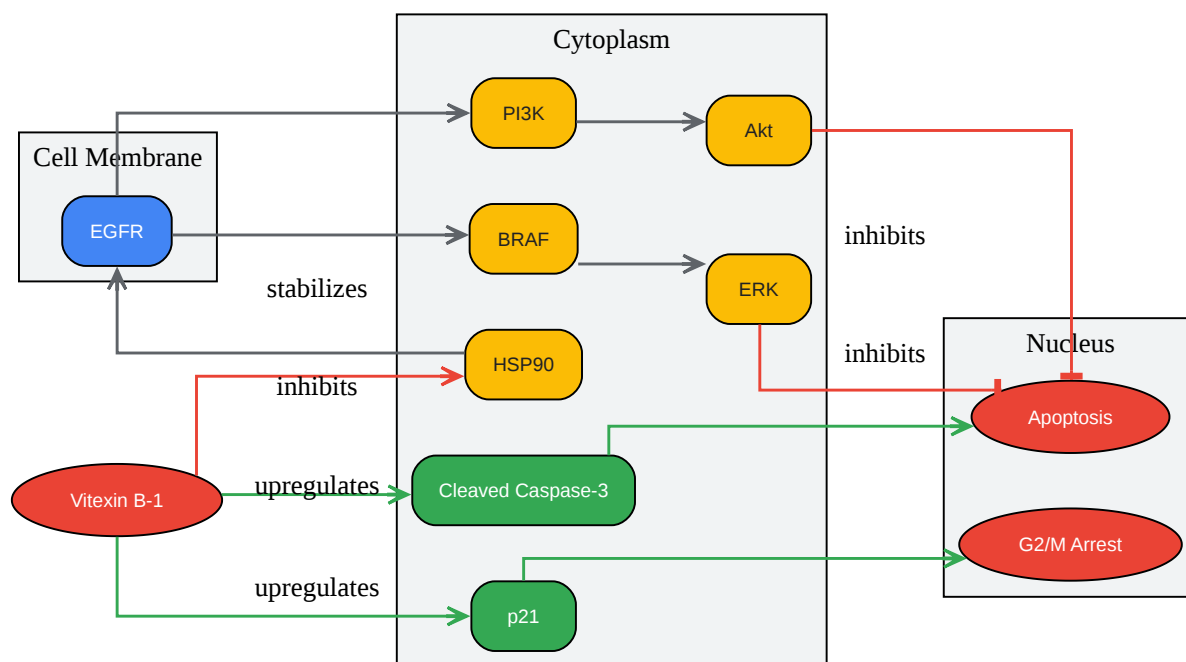 Cytoplasm
PI3K
Akt
Cell Membrane
EGFR
BRAF
inhibits
ERK
stabilizes
HSP90
inhibits
inhibits
Nucleus
Apoptosis
Vitexin B-1
upregulates
Cleaved Caspase-3
G2/M Arrest
upregulates
p21